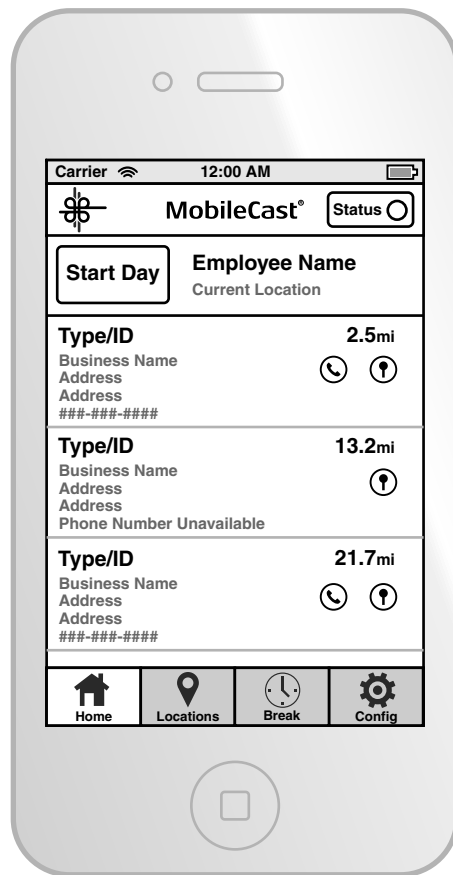 Carrier 12:00 AM
MobileCast® Status
Start Day Employee Name
Current Location
Type/ID 2.5mi
Business Name
Address
Address
###-###-####
Type/ID 13.2mi
Business Name
Address
Address
Phone Number Unavailable
Type/ID 21.7mi
Business Name
Address
Address
###-###-####
Home Locations Break Config